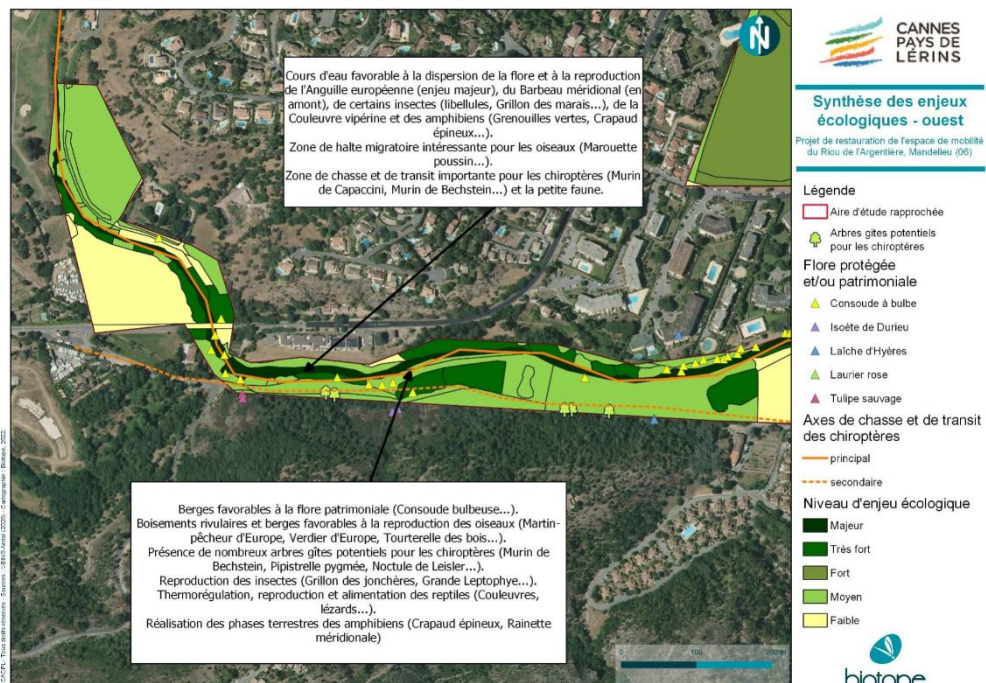 Cours d'eau favorable à la dispersion de la flore et à la reproduction
de l'Anguille européenne (enjeu majeur), du Barbeau méridional (en
amont), de certains insectes (libellules, Grillon des marais...), de la
Couleuvre vipérine et des amphibiens (Grenouilles vertes, Crapaud
épineux...).
Zone de halte migratoire intéressante pour les oiseaux (Marouette
poussin...).
Zone de chasse et de transit importante pour les chiroptères (Murin
de Capaccini, Murin de Bechstein...) et la petite faune.
Berges favorables à la flore patrimoniale (Consoude bulbeuse...).
Boisements rivulaires et berges favorables à la reproduction des oiseaux (Martin-
pêcheur d'Europe, Verdier d'Europe, Tourterelle des bois...).
Présence de nombreux arbres gîtes potentiels pour les chiroptères (Murin de
Bechstein, Pipistrelle pygmée, Noctule de Leisler...).
Reproduction des insectes (Grillon des jonchères, Grande Leptophye...).
Thermorégulation, reproduction et alimentation des reptiles (Couleuvres,
lézards...).
Réalisation des phases terrestres des amphibiens (Crapaud épineux, Rainette
méridionale)
N
0 100 200 m
CANNES
PAYS DE
LÉRINS
Synthèse des enjeux
écologiques - ouest
Projet de restauration de l'espace de mobilité
du Riou de l'Argentière, Mandelieu (06)
Légende
Aire d'étude rapprochée
Arbres gites potentiels
pour les chiroptères
Flore protégée
et/ou patrimoniale
Consoude à bulbe
Isoète de Durieu
Laîche d'Hyères
Laurier rose
Tulipe sauvage
Axes de chasse et de transit
des chiroptères
principal
secondaire
Niveau d'enjeu écologique
Majeur
Très fort
Fort
Moyen
Faible
biotope